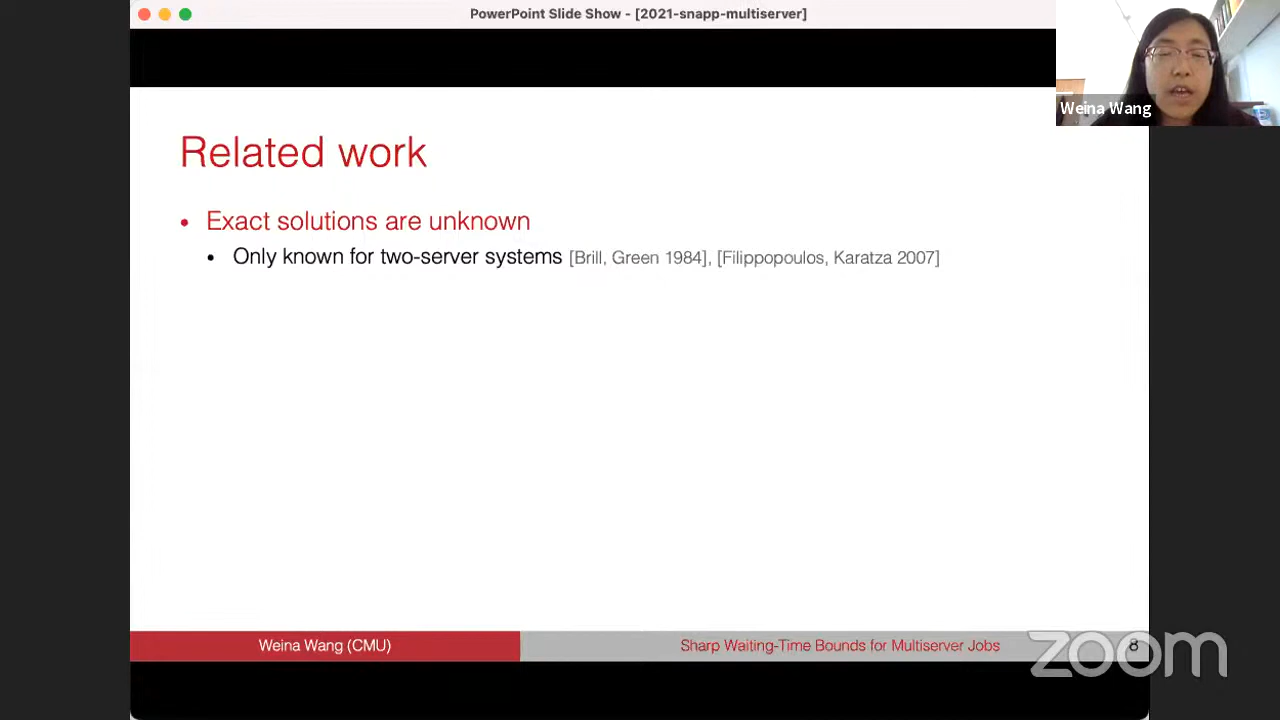 PowerPoint Slide Show - [2021-snapp-multiserver]
Weina Wang
Related work
• Exact solutions are unknown
• Only known for two-server systems [Brill, Green 1984], [Filippopoulos, Karatza 2007]
Weina Wang (CMU)
Sharp Waiting-Time Bounds for Multiserver Jobs
8
zoom